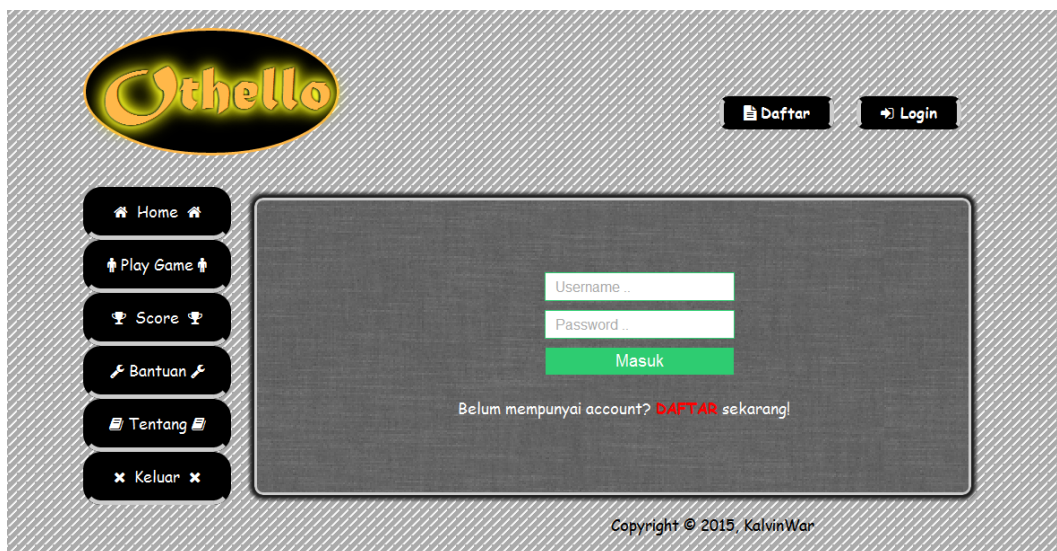 Othello
Daftar
Login
Home
Play Game
Score
Bantuan
Tentang
Keluar
Username ..
Password ..
Masuk
Belum mempunyai account? DAFTAR sekarang!
Copyright © 2015, KalvinWar